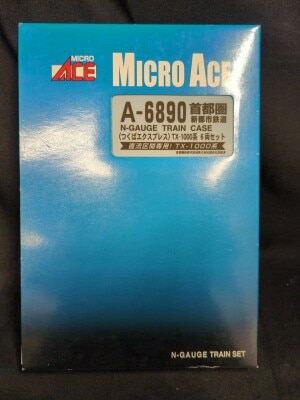 MICRO
ACE
MICRO ACE
A-6890 首都圏
新都市鉄道
N-GAUGE TRAIN CASE
(つくばエクスプレス) TX-1000系 6両セット
直流区間専用! TX-1000系
N-GAUGE TRAIN SET